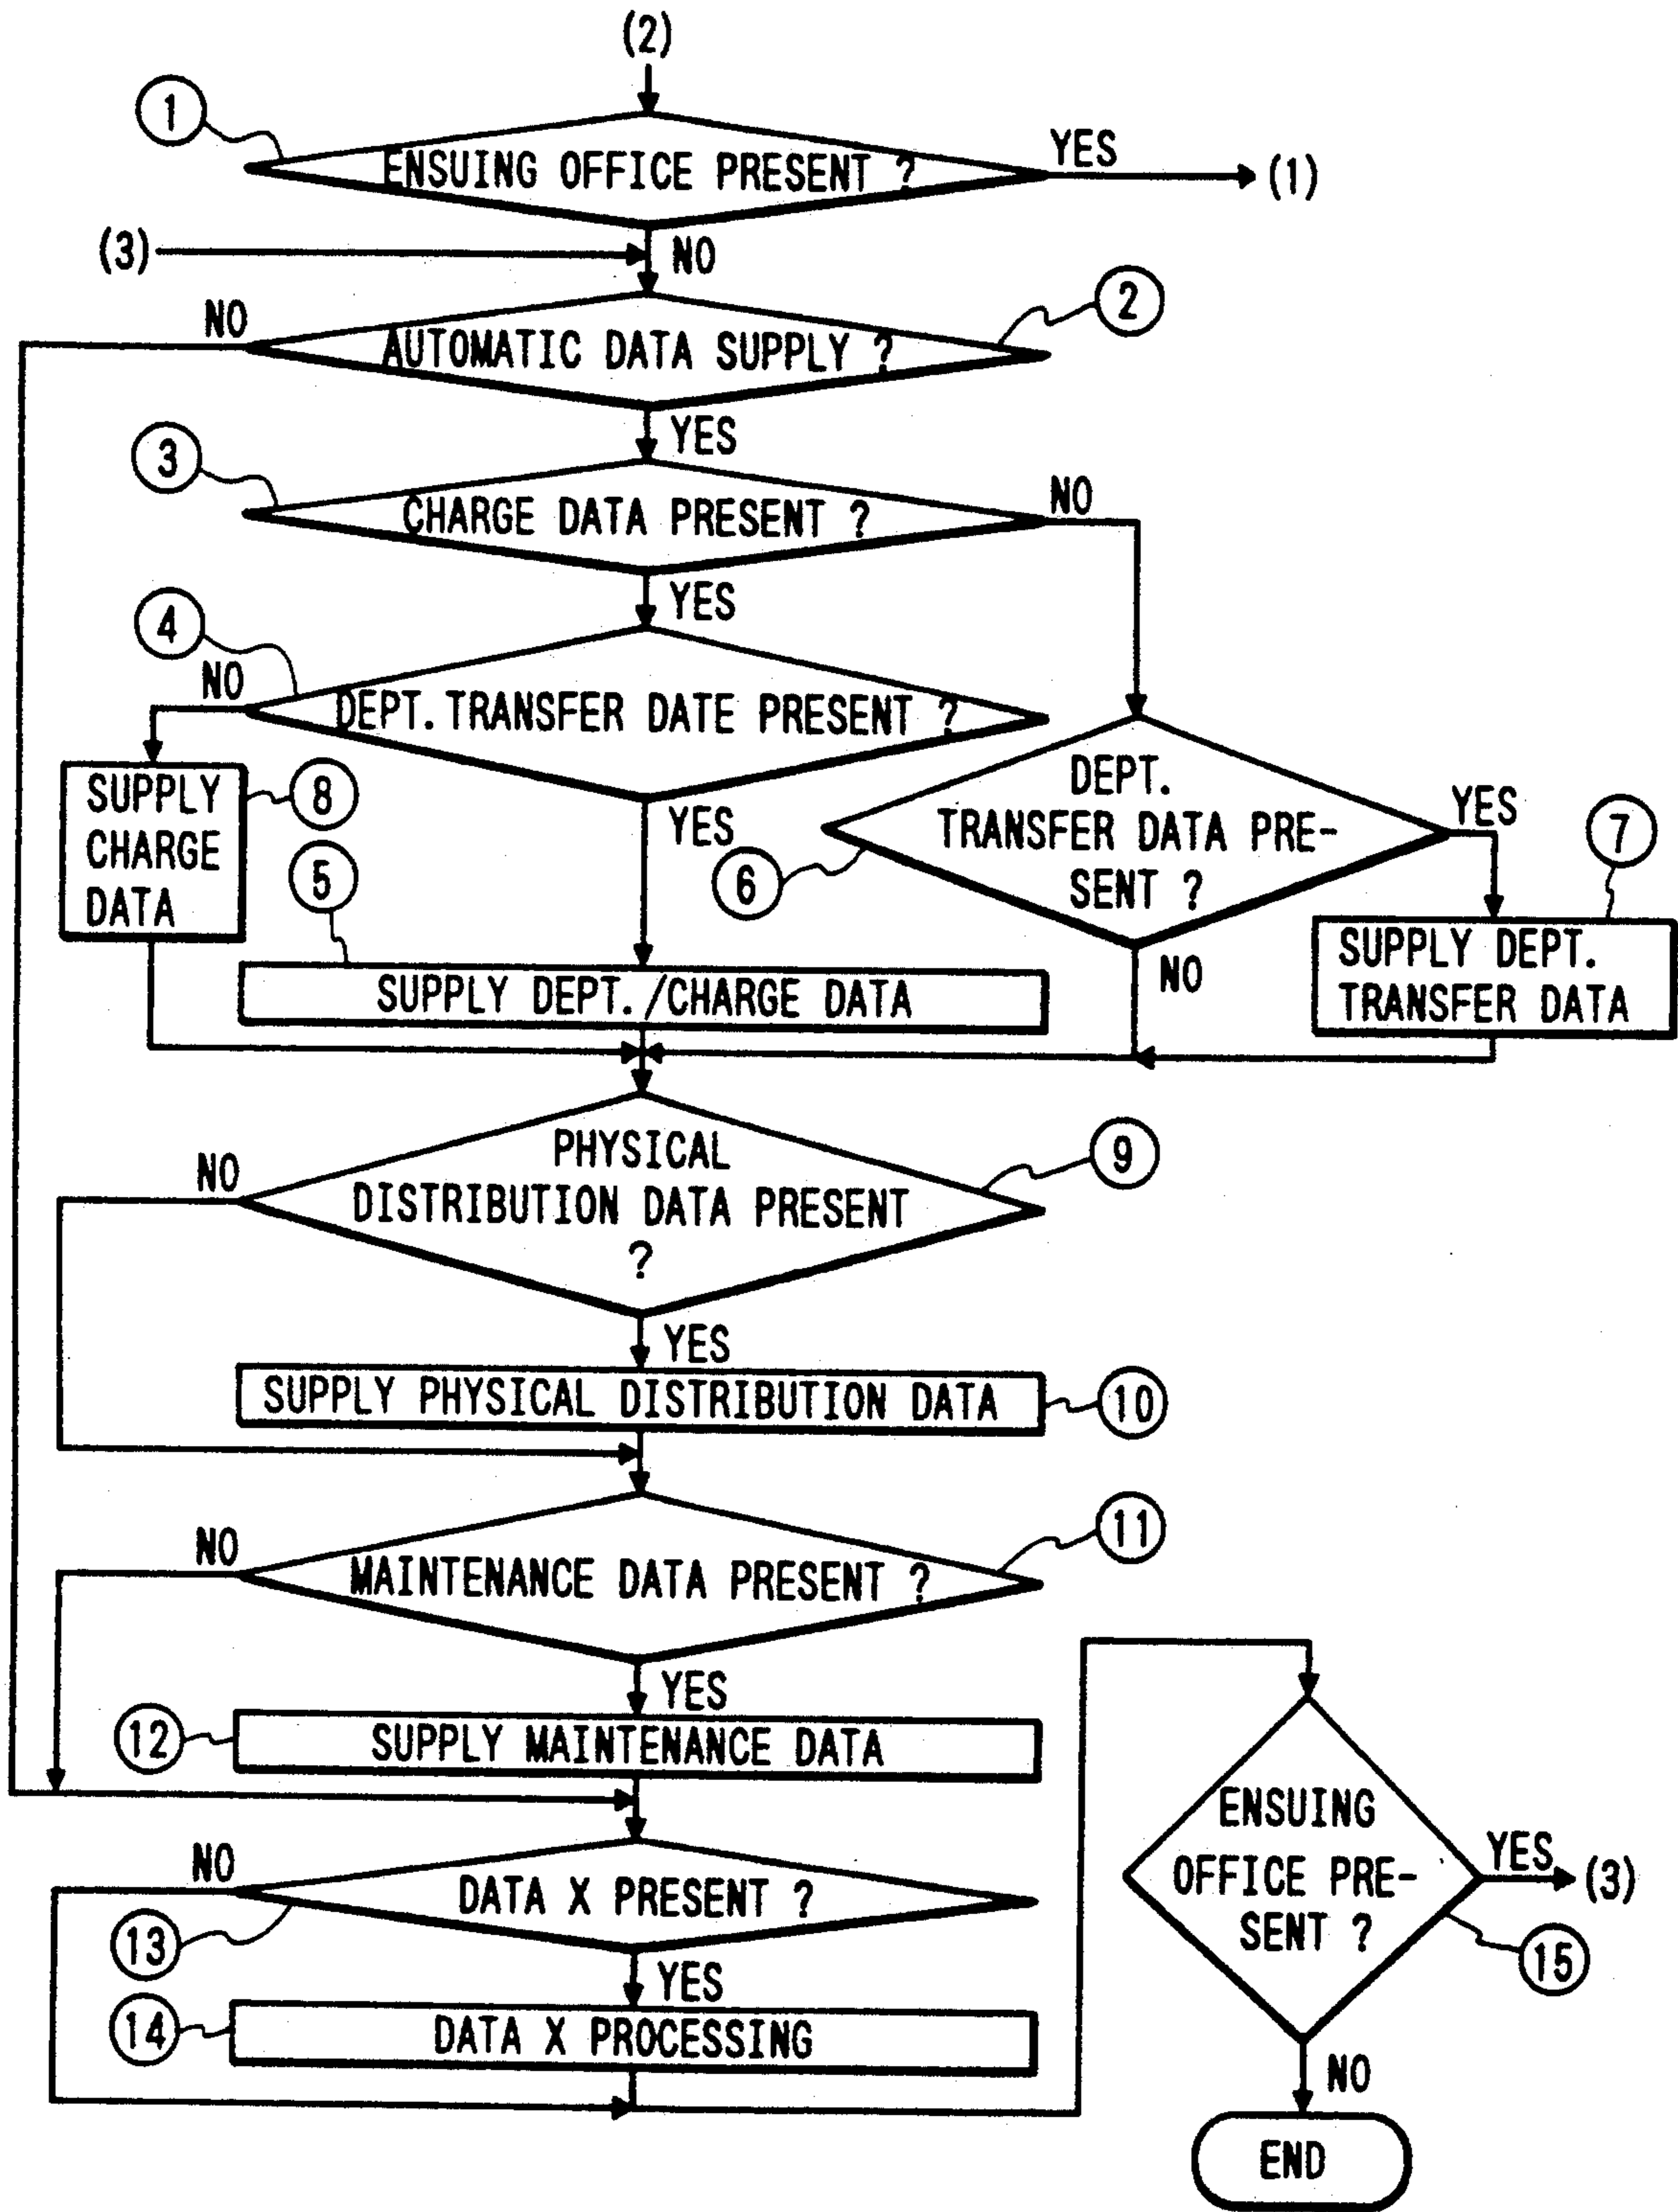 (2)
1
ENSUING OFFICE PRESENT ?
YES
(1)
(3)
NO
2
NO
AUTOMATIC DATA SUPPLY ?
YES
3
CHARGE DATA PRESENT ?
NO
YES
4
NO
DEPT. TRANSFER DATE PRESENT ?
YES
SUPPLY
CHARGE
DATA
8
5
SUPPLY DEPT./CHARGE DATA
DEPT.
TRANSFER DATA PRE-
SENT ?
6
YES
7
NO
SUPPLY DEPT.
TRANSFER DATA
PHYSICAL
DISTRIBUTION DATA PRESENT
?
9
NO
YES
SUPPLY PHYSICAL DISTRIBUTION DATA
10
11
NO
MAINTENANCE DATA PRESENT ?
YES
12
SUPPLY MAINTENANCE DATA
NO
DATA X PRESENT ?
13
YES
14
DATA X PROCESSING
ENSUING
OFFICE PRE-
SENT ?
YES
(3)
15
NO
END